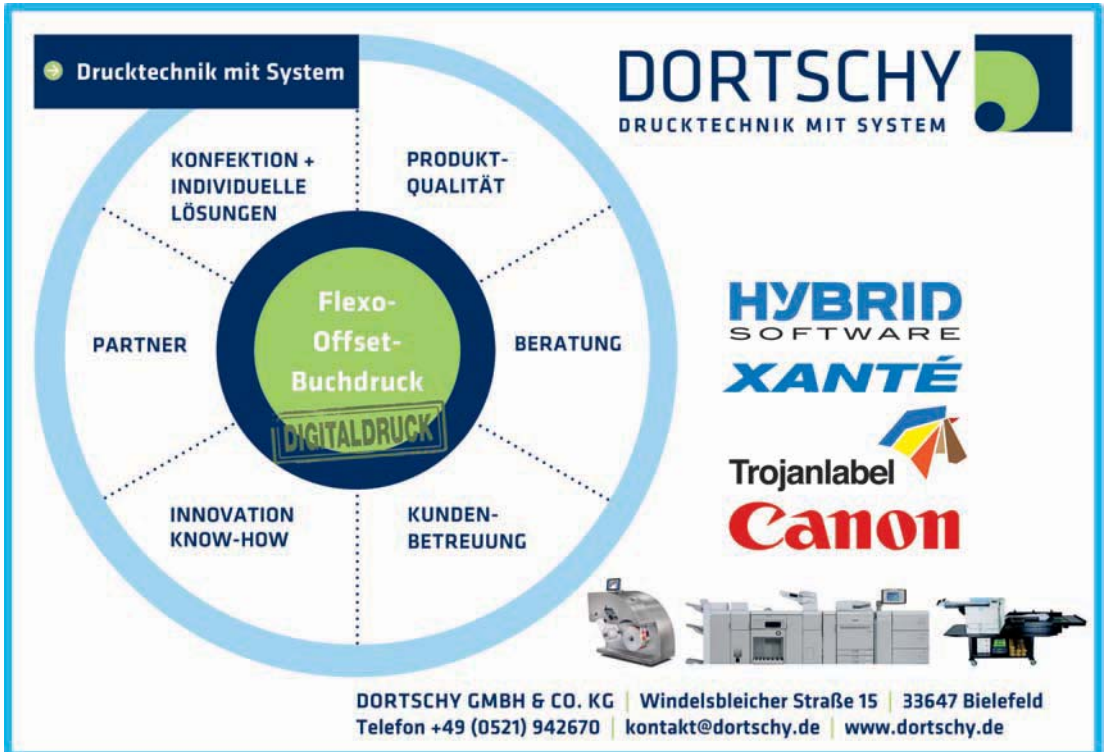 Drucktechnik mit System
DORTSCHY
DRUCKTECHNIK MIT SYSTEM
KONFEKTION +
INDIVIDUELLE
LÖSUNGEN
PRODUKT-
QUALITÄT
PARTNER
Flexo-
Offset-
Buchdruck
DIGITALDRUCK
BERATUNG
INNOVATION
KNOW-HOW
KUNDEN-
BETREUUNG
HYBRID
SOFTWARE
XANTÉ
Trojanlabel
Canon
DORTSCHY GMBH & CO. KG | Windelsbleicher Straße 15 | 33647 Bielefeld
Telefon +49 (0521) 942670 | kontakt@dortschy.de | www.dortschy.de